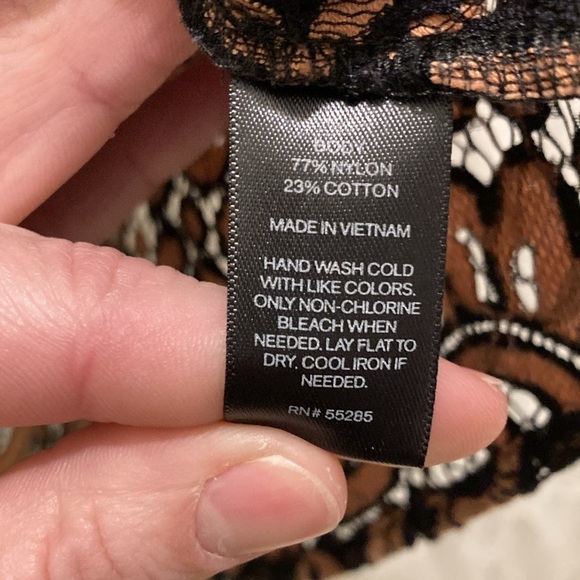 BODY
77% NYLON
23% COTTON
MADE IN VIETNAM
HAND WASH COLD
WITH LIKE COLORS.
ONLY NON-CHLORINE
BLEACH WHEN
NEEDED. LAY FLAT TO
DRY. COOL IRON IF
NEEDED.
RN# 55285